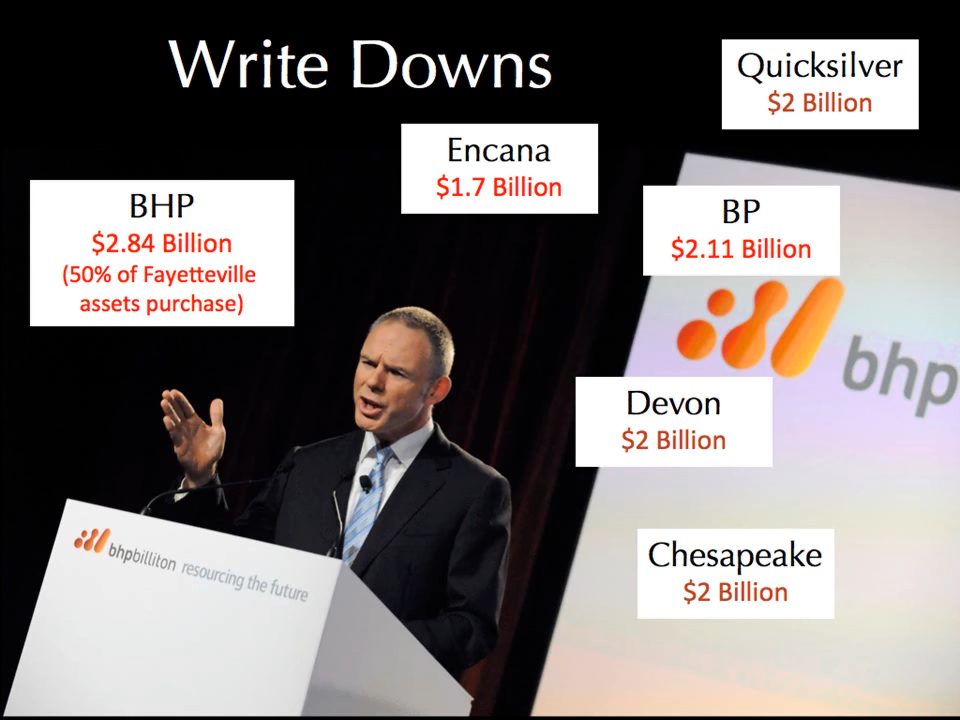 Write Downs
Quicksilver
$2 Billion
Encana
$1.7 Billion
BHP
$2.84 Billion
(50% of Fayetteville
assets purchase)
BP
$2.11 Billion
bhp
Devon
$2 Billion
Chesapeake
$2 Billion
bhpbilliton resourcing the future